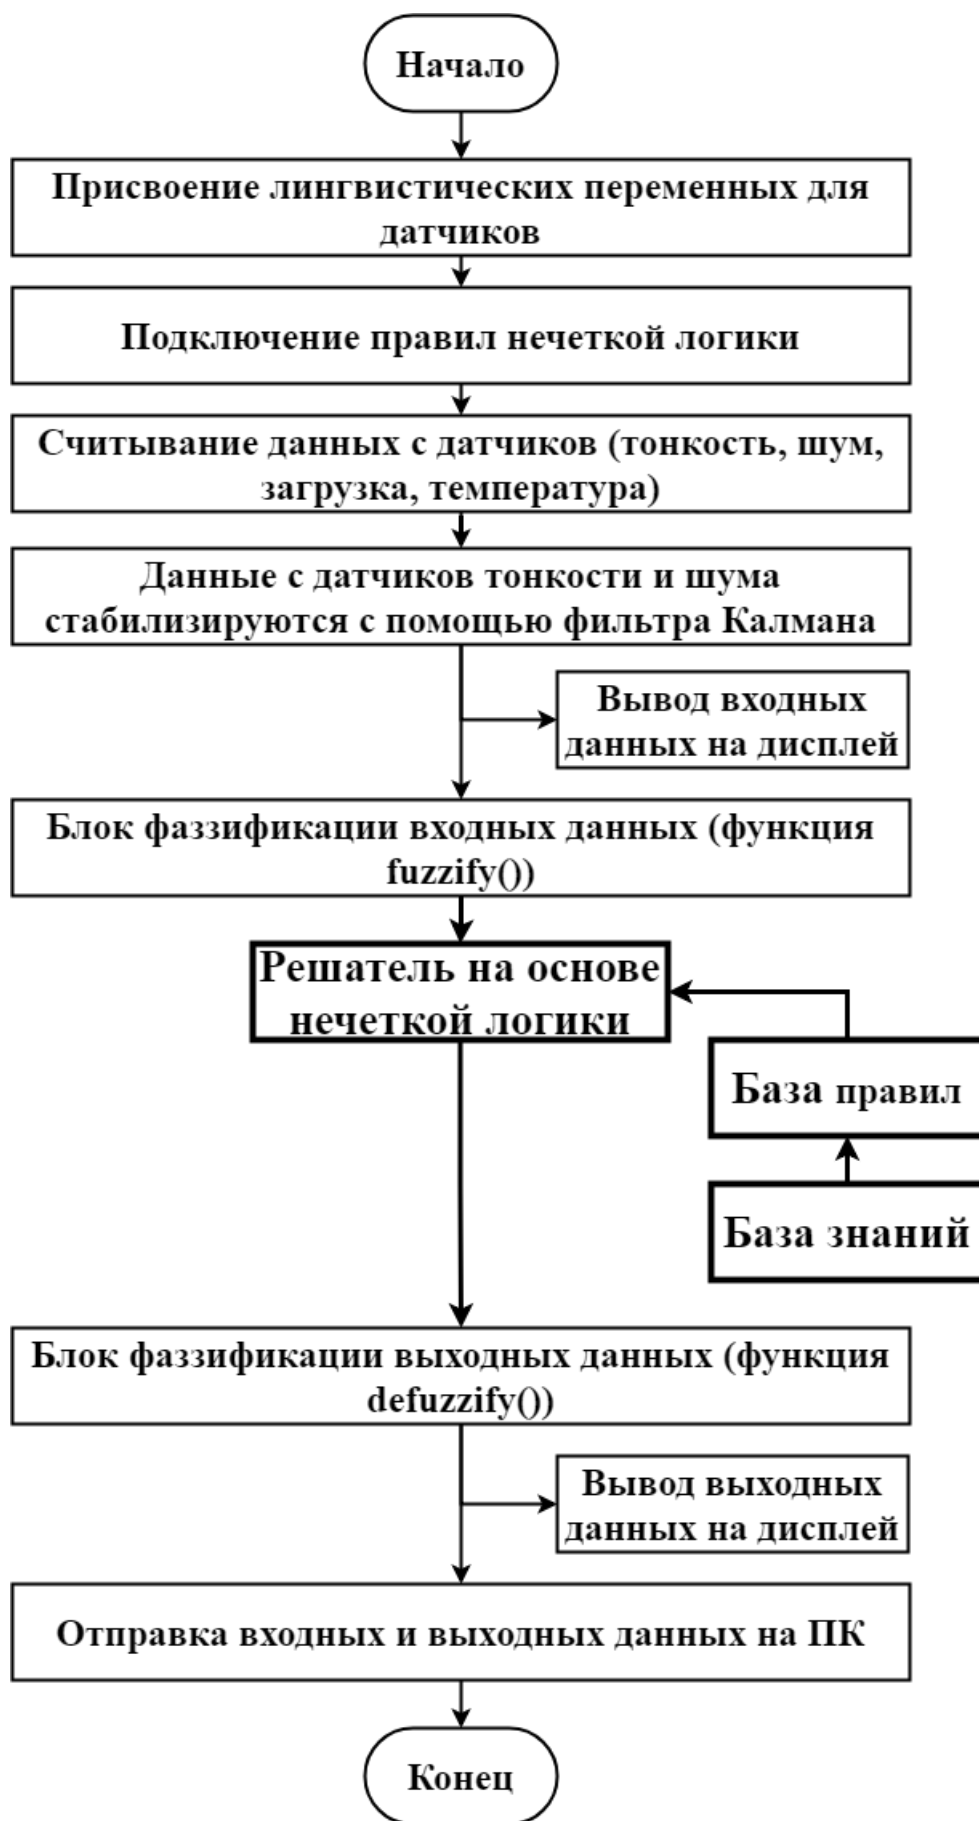 Начало
Присвоение лингвистических переменных для
датчиков
Подключение правил нечеткой логики
Считывание данных с датчиков (тонкость, шум,
загрузка, температура)
Данные с датчиков тонкости и шума
стабилизируются с помощью фильтра Калмана
Вывод входных
данных на дисплей
Блок фаззификации входных данных (функция
fuzzify())
Решатель на основе
нечеткой логики
База правил
База знаний
Блок фаззификации выходных данных (функция
defuzzify())
Вывод выходных
данных на дисплей
Отправка входных и выходных данных на ПК
Конец